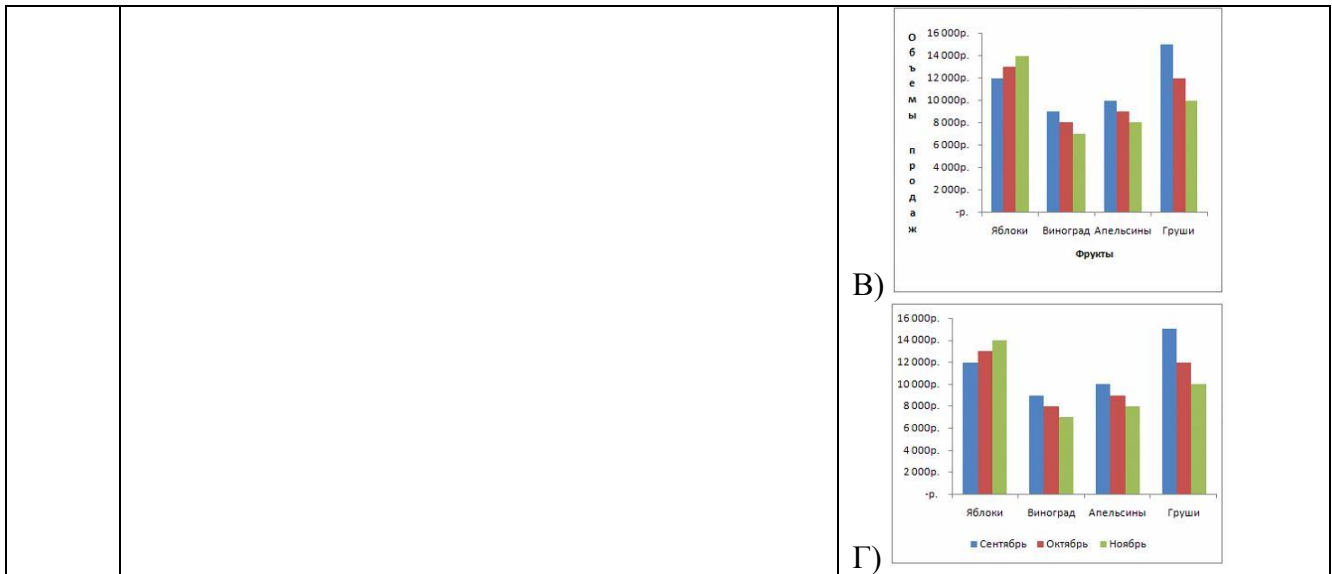 Объемы продаж
16 000р.
14 000р.
12 000р.
10 000р.
8 000р.
6 000р.
4 000р.
2 000р.
-р.
Яблоки Виноград Апельсины Груши
Фрукты
В)
16 000р.
14 000р.
12 000р.
10 000р.
8 000р.
6 000р.
4 000р.
2 000р.
-р.
Яблоки Виноград Апельсины Груши
Сентябрь Октябрь Ноябрь
Г)